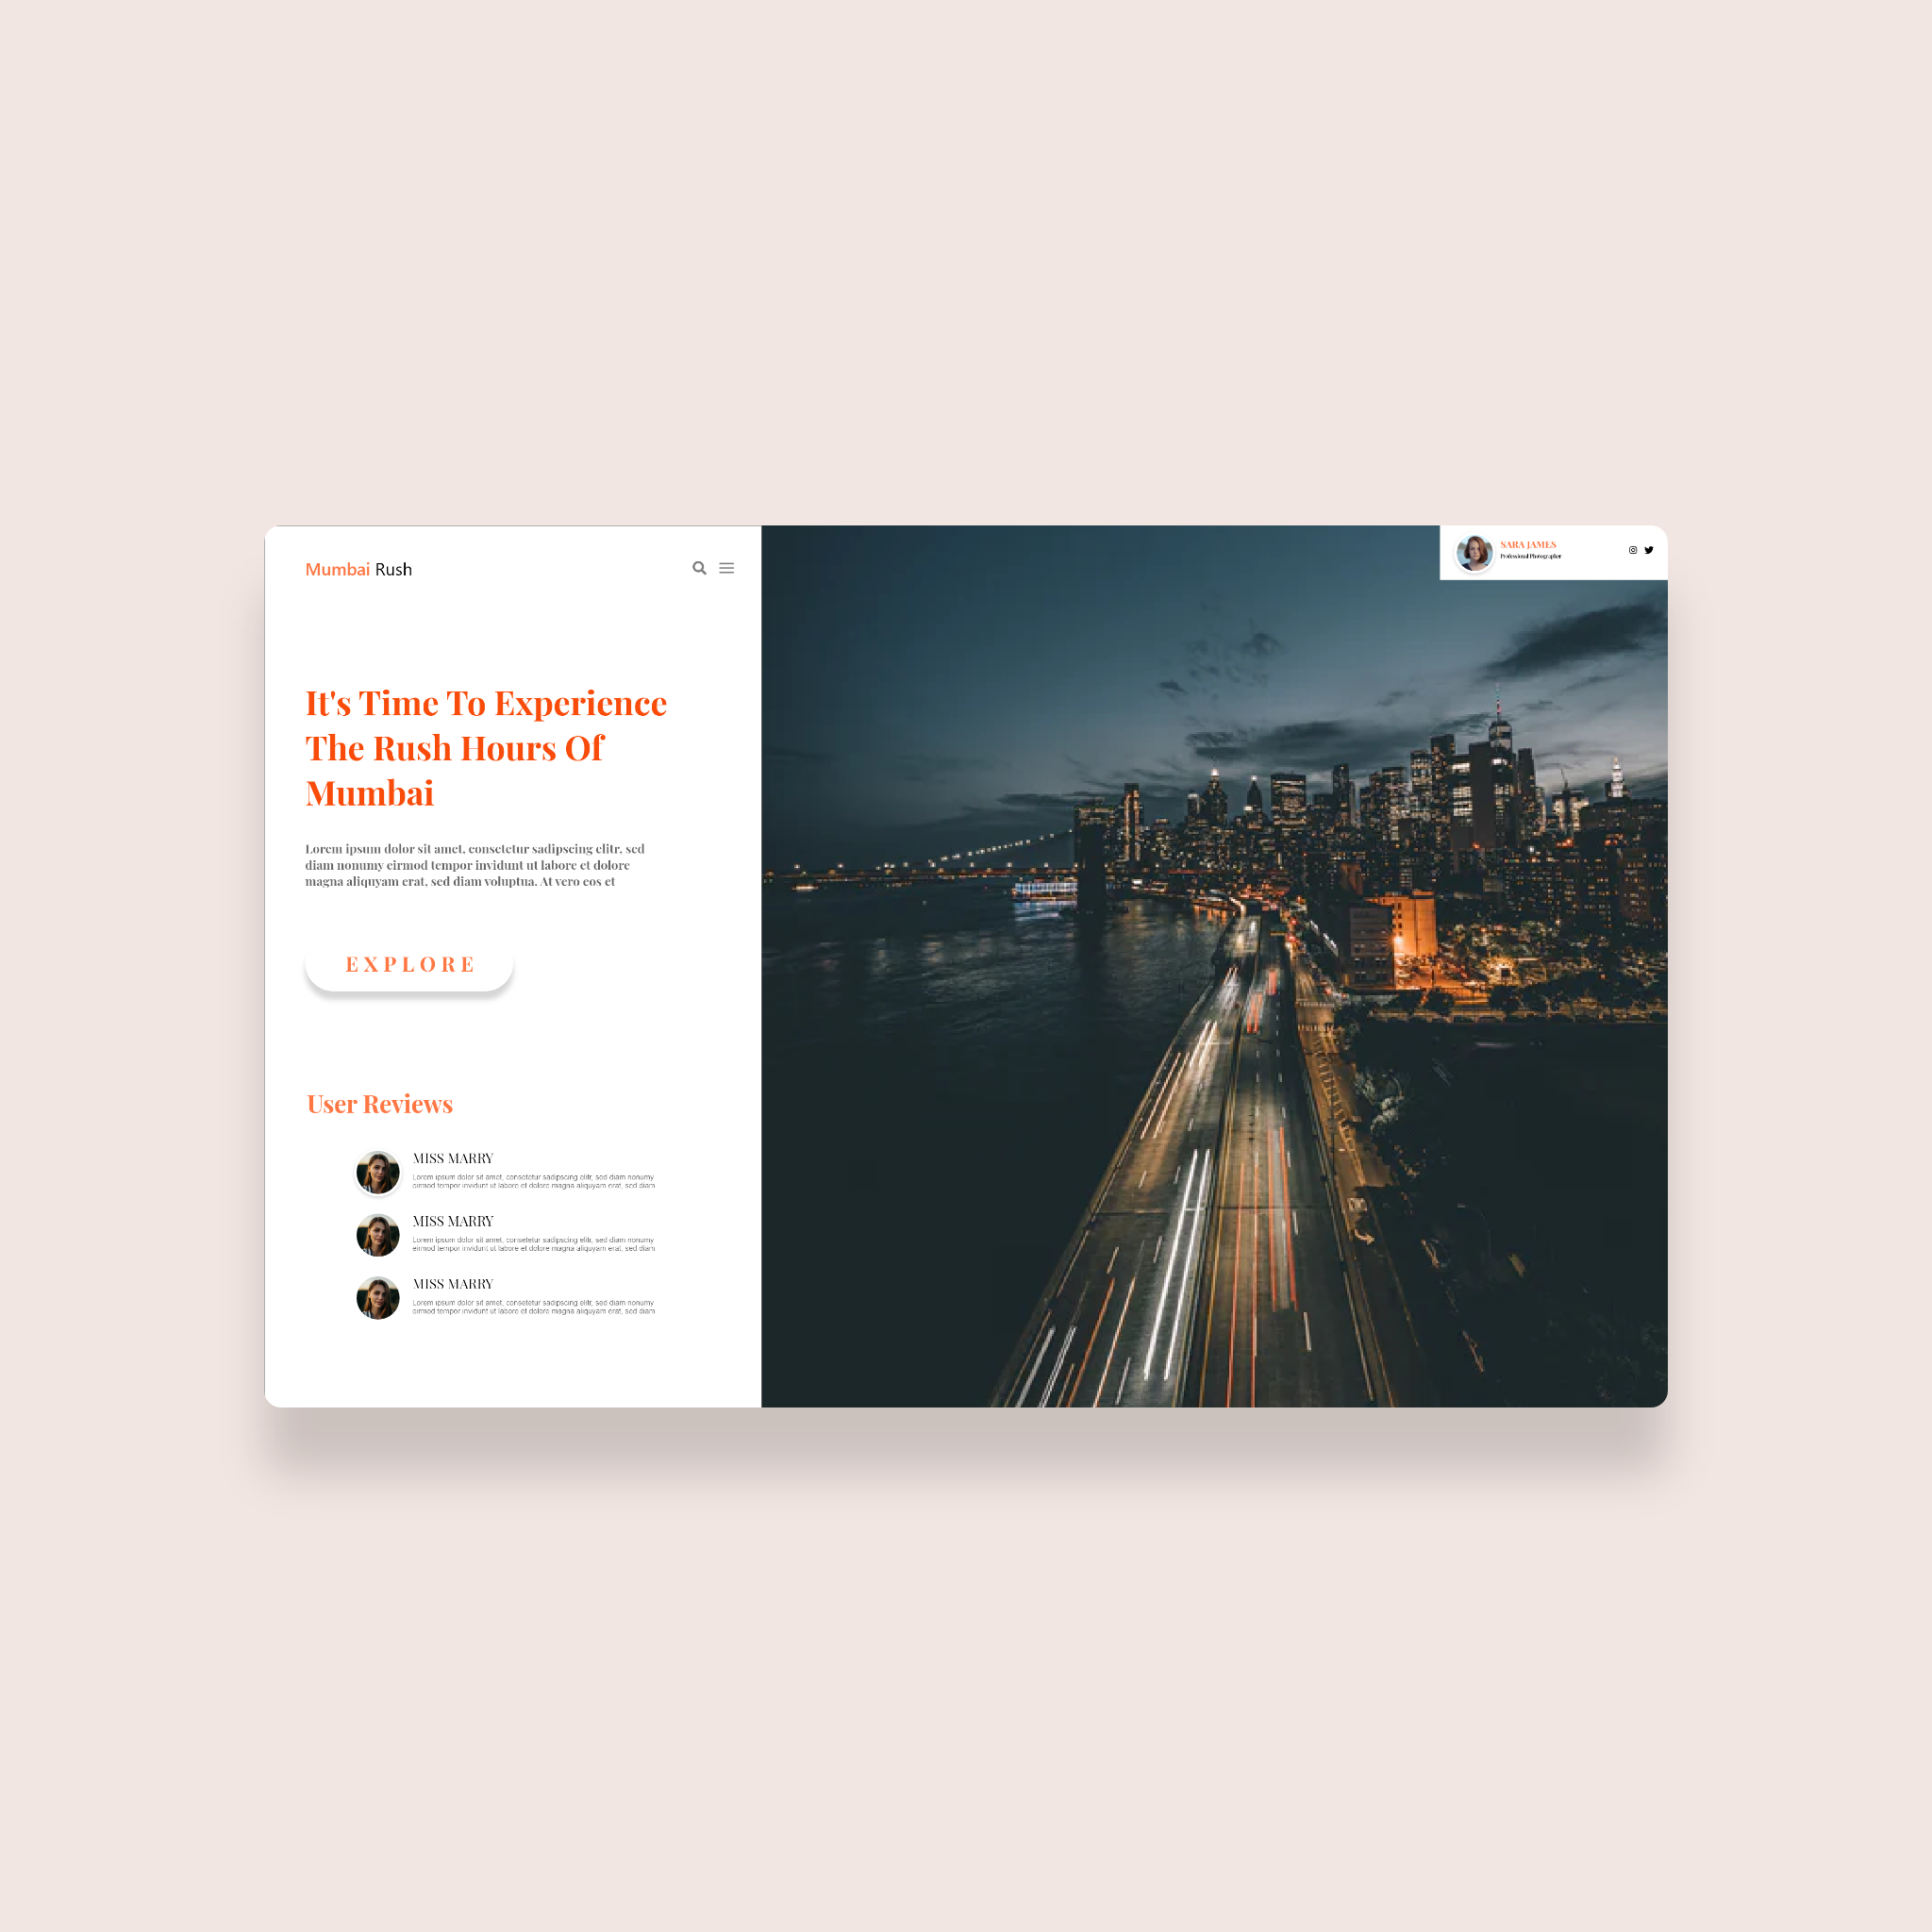 Mumbai Rush
It's Time To Experience
The Rush Hours Of
Mumbai
Lorem ipsum dolor sit amet, consetetur sadipscing elitr, sed
diam nonumy eirmod tempor invidunt ut labore et dolore
magna aliquyam erat, sed diam voluptua. At vero eos et
EXPLORE
User Reviews
MISS MARRY
Lorem ipsum dolor sit amet, consetetur sadipscing elitr, sed diam nonumy
eirmod tempor invidunt ut labore et dolore magna aliquyam erat, sed diam
MISS MARRY
Lorem ipsum dolor sit amet, consetetur sadipscing elitr, sed diam nonumy
eirmod tempor invidunt ut labore et dolore magna aliquyam erat, sed diam
MISS MARRY
Lorem ipsum dolor sit amet, consetetur sadipscing elitr, sed diam nonumy
eirmod tempor invidunt ut labore et dolore magna aliquyam erat, sed diam
SARA JAMES
Professional Photographer